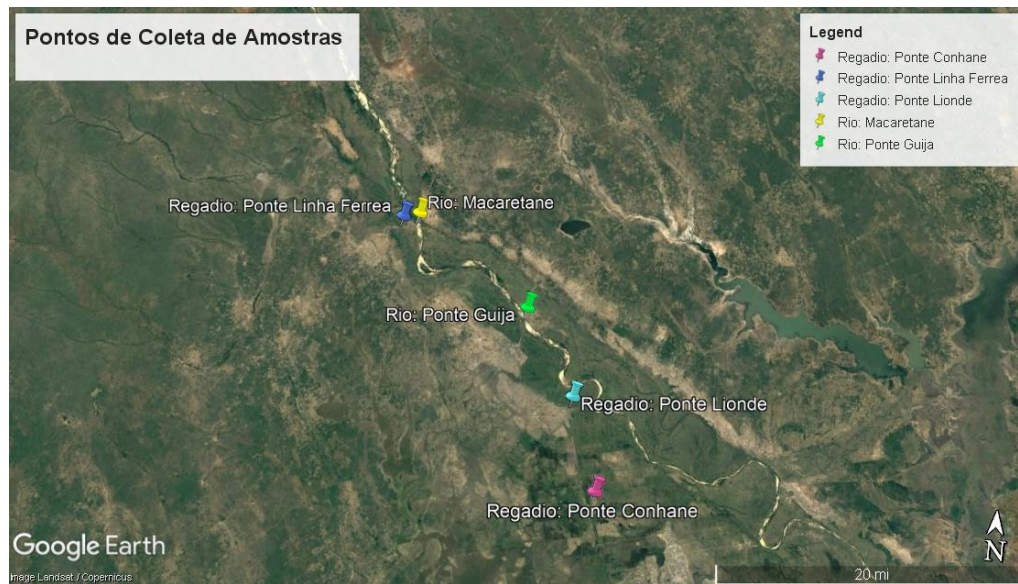 Pontos de Coleta de Amostras
Legend
Regadio: Ponte Conhane
Regadio: Ponte Linha Ferrea
Regadio: Ponte Lionde
Rio: Macaretane
Rio: Ponte Guija
Regadio: Ponte Linha Ferrea
Rio: Macaretane
Rio: Ponte Guija
Regadio: Ponte Lionde
Regadio: Ponte Conhane
Google Earth
Image Landsat / Copernicus
N
20 mi